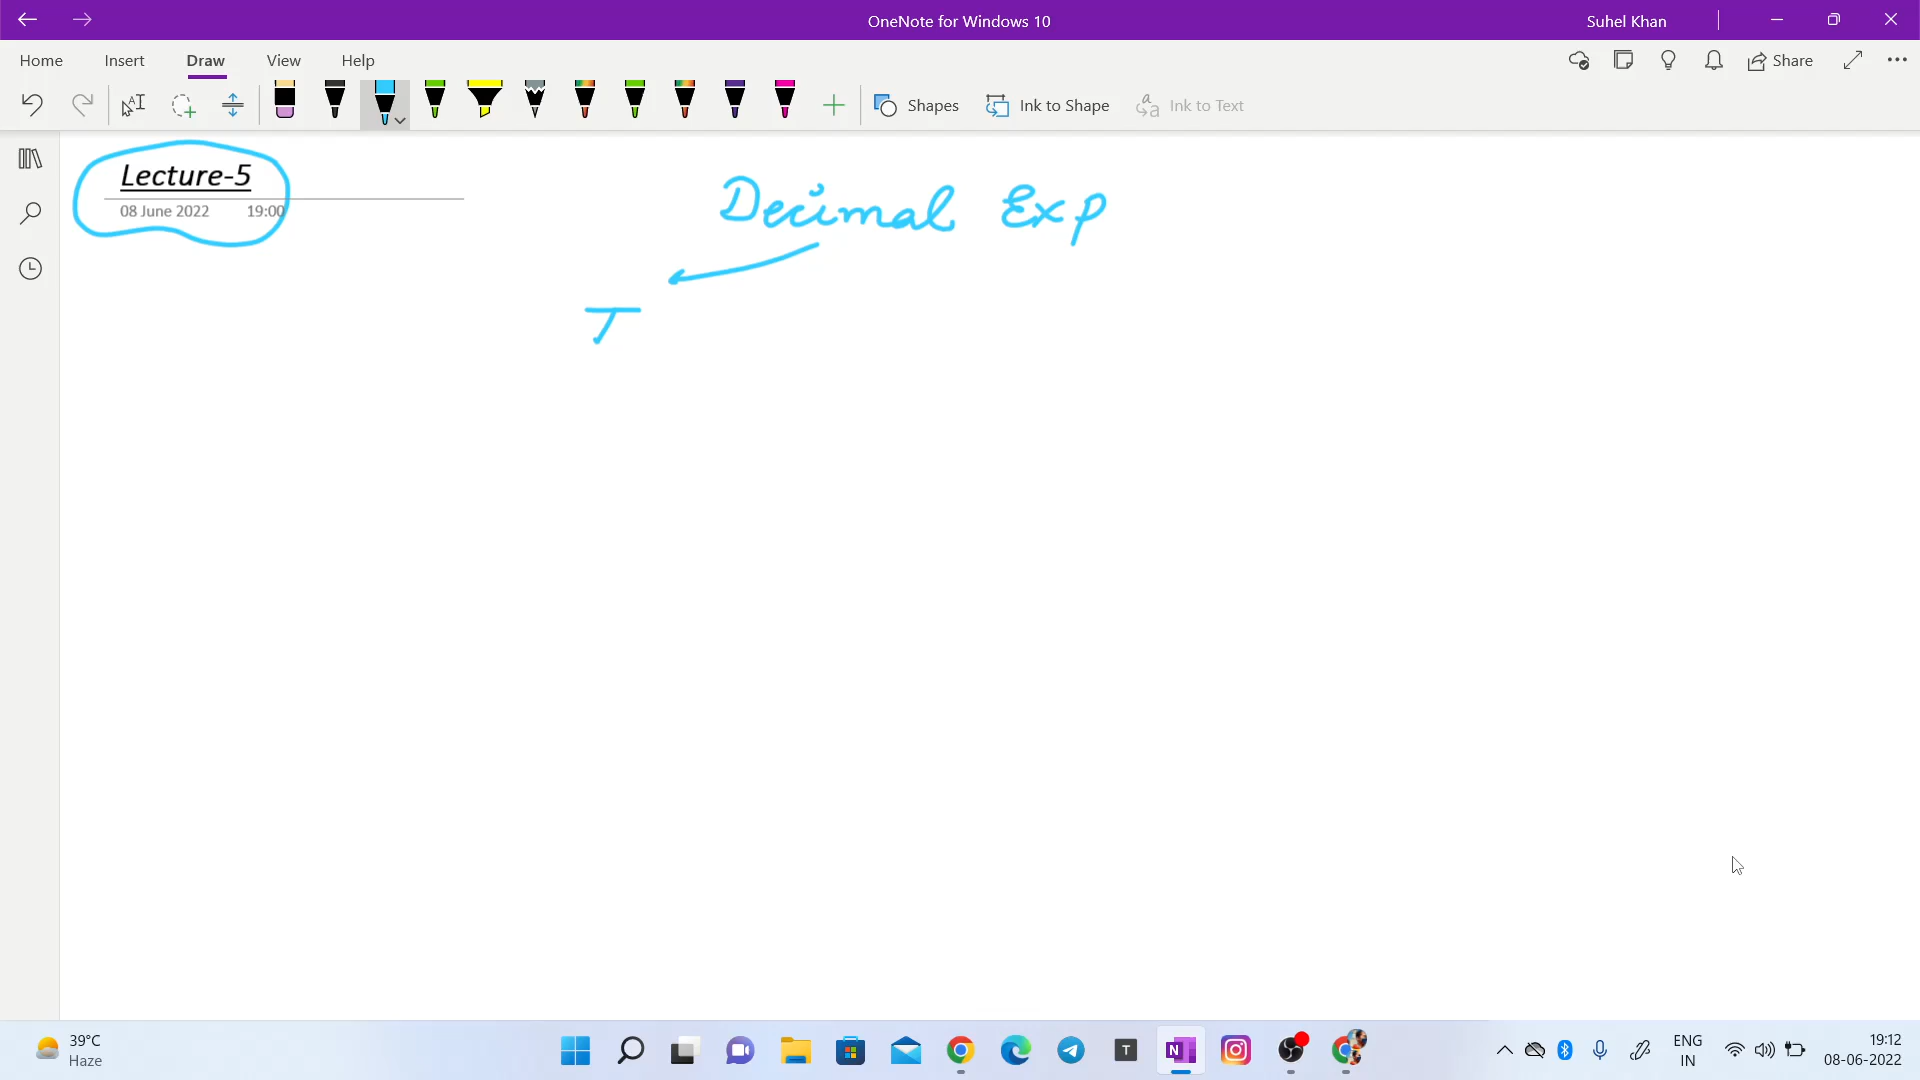 OneNote for Windows 10
Suhel Khan
Home Insert Draw View Help
Share
Shapes Ink to Shape Ink to Text
Lecture-5
08 June 2022 19:00
Decimal Exp
T
39°C
Haze
ENG
IN
19:12
08-06-2022